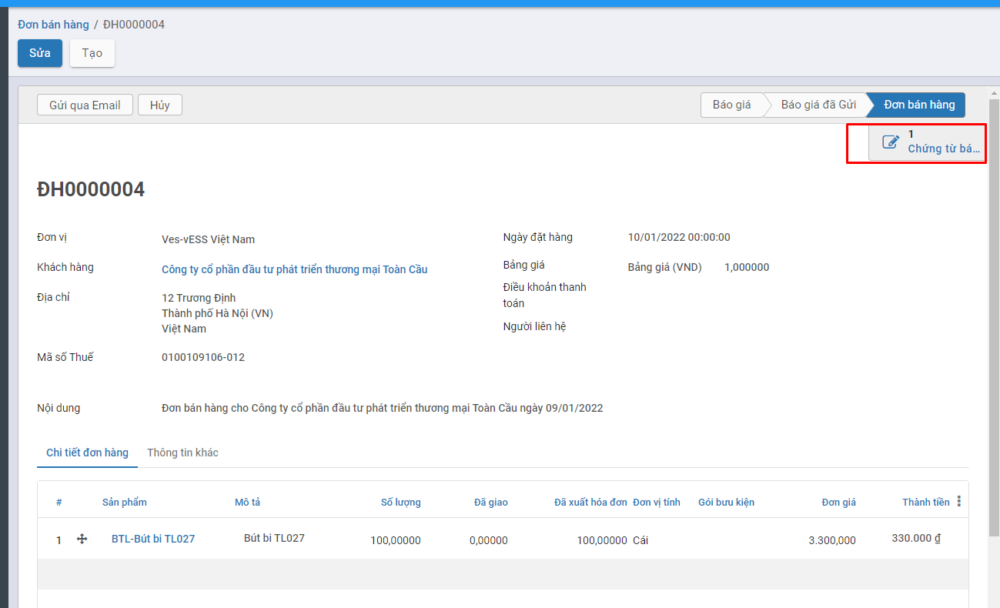 Đơn bán hàng / ĐH0000004
Sửa Tạo
Gửi qua Email Hủy Báo giá Báo giá đã Gửi Đơn bán hàng
1
Chứng từ bá...
ĐH0000004
Đơn vị Ves-vESS Việt Nam Ngày đặt hàng 10/01/2022 00:00:00
Khách hàng Công ty cổ phần đầu tư phát triển thương mại Toàn Cầu Bảng giá Bảng giá (VND) 1,000000
Điều khoản thanh
toán
Địa chỉ 12 Trương Định
Thành phố Hà Nội (VN)
Việt Nam
Người liên hệ
Mã số Thuế 0100109106-012
Nội dung Đơn bán hàng cho Công ty cổ phần đầu tư phát triển thương mại Toàn Cầu ngày 09/01/2022
Chi tiết đơn hàng Thông tin khác
# Sản phẩm Mô tả Số lượng Đã giao Đã xuất hóa đơn Đơn vị tính Gói bưu kiện Đơn giá Thành tiền
1 BTL-Bút bi TL027 Bút bi TL027 100,00000 0,00000 100,00000 Cái 3.300,000 330.000 ₫